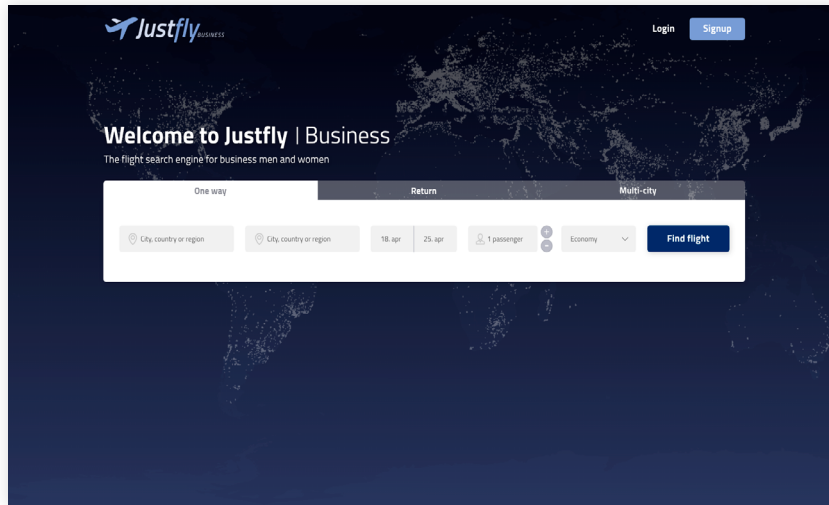 Justfly BUSINESS
Login
Signup
Welcome to Justfly | Business
The flight search engine for business men and women
One way
Return
Multi-city
City, country or region
City, country or region
18. apr
25. apr
1 passenger
+
-
Economy
Find flight